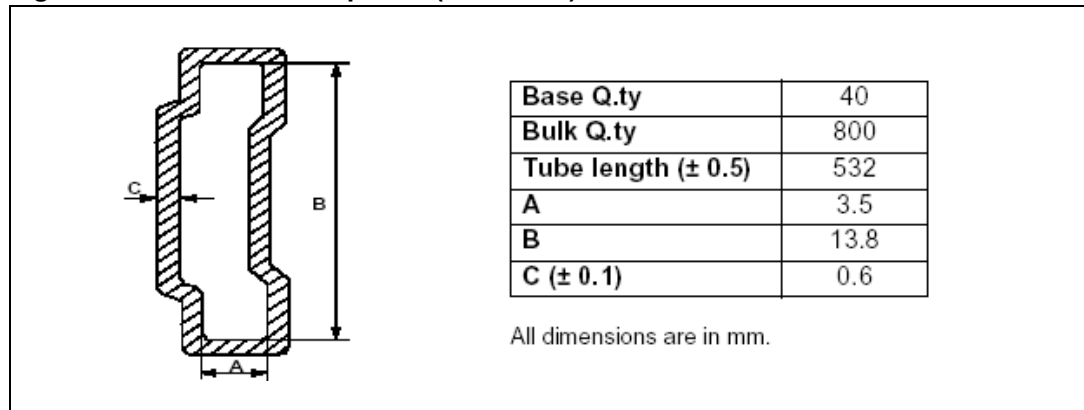 C
B
A
Base Q.ty 40
Bulk Q.ty 800
Tube length (± 0.5) 532
A 3.5
B 13.8
C (± 0.1) 0.6
All dimensions are in mm.